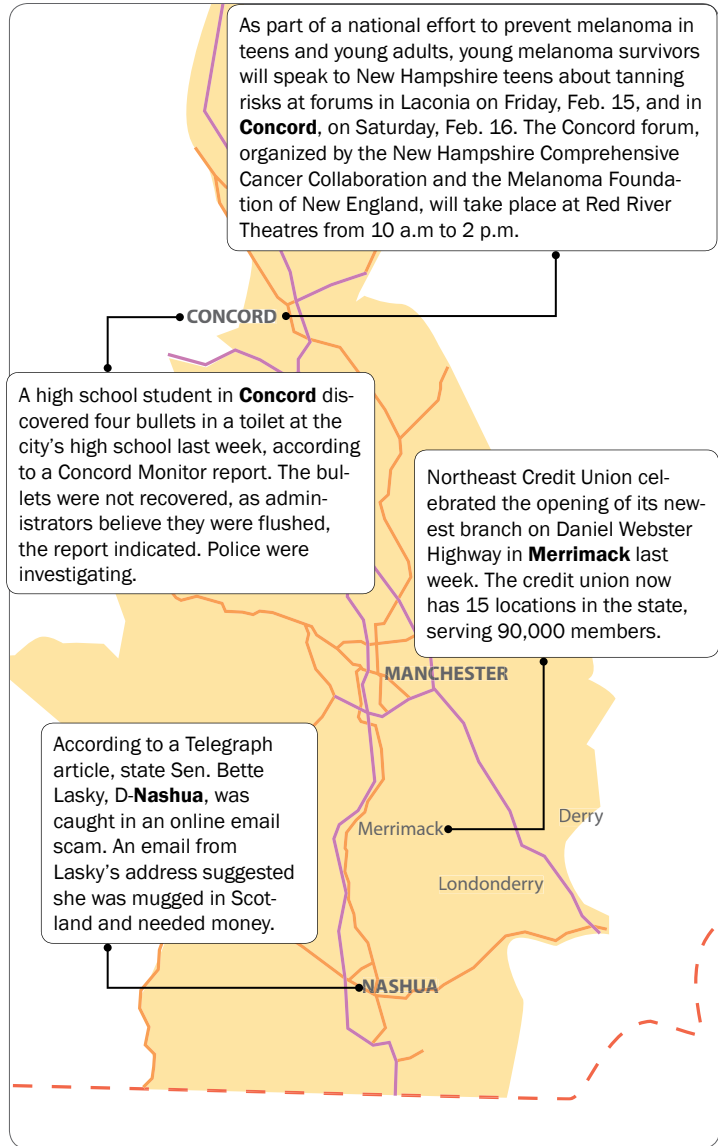 As part of a national effort to prevent melanoma in
teens and young adults, young melanoma survivors
will speak to New Hampshire teens about tanning
risks at forums in Laconia on Friday, Feb. 15, and in
Concord, on Saturday, Feb. 16. The Concord forum,
organized by the New Hampshire Comprehensive
Cancer Collaboration and the Melanoma Founda-
tion of New England, will take place at Red River
Theatres from 10 a.m to 2 p.m.
CONCORD
A high school student in Concord dis-
covered four bullets in a toilet at the
city's high school last week, according
to a Concord Monitor report. The bul-
lets were not recovered, as admin-
istrators believe they were flushed,
the report indicated. Police were
investigating.
Northeast Credit Union cel-
ebrated the opening of its new-
est branch on Daniel Webster
Highway in Merrimack last
week. The credit union now
has 15 locations in the state,
serving 90,000 members.
MANCHESTER
According to a Telegraph
article, state Sen. Bette
Lasky, D-Nashua, was
caught in an online email
scam. An email from
Lasky's address suggested
she was mugged in Scot-
land and needed money.
Merrimack
Derry
Londonderry
NASHUA